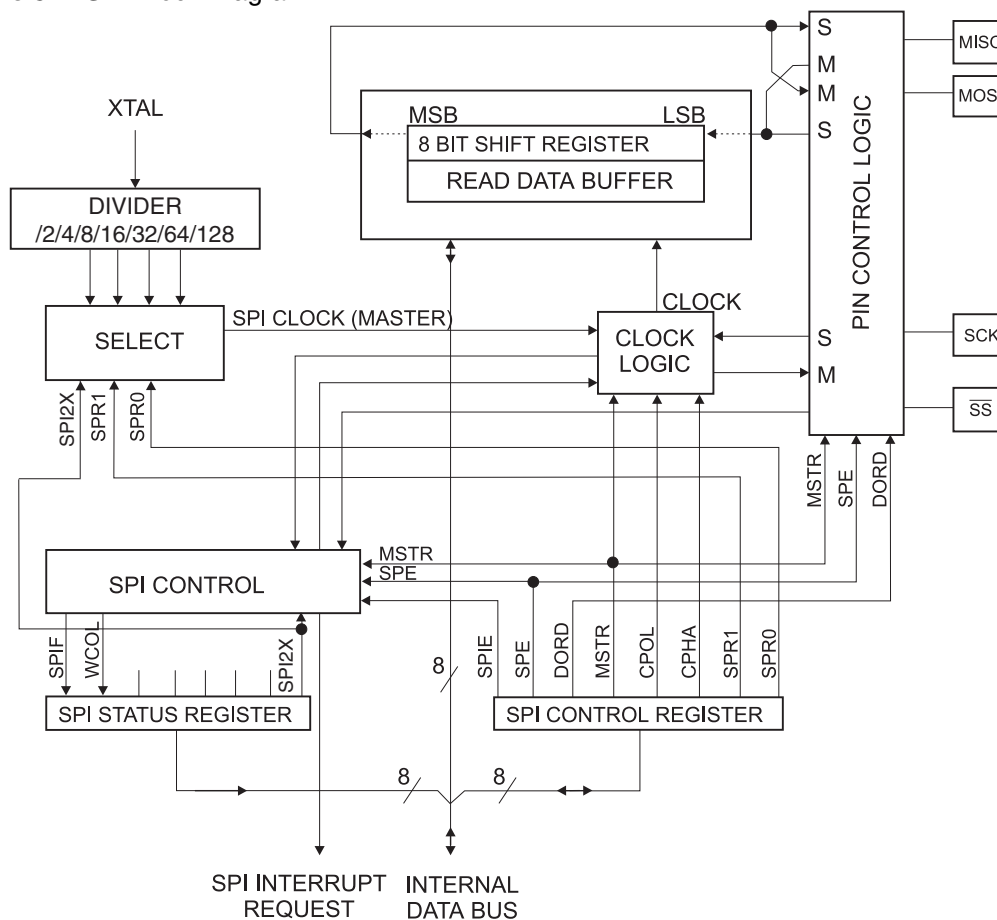 XTAL
DIVIDER
/2/4/8/16/32/64/128
SELECT
SPI CLOCK (MASTER)
SPI2X
SPR1
SPR0
MSB
LSB
8 BIT SHIFT REGISTER
READ DATA BUFFER
CLOCK
CLOCK
LOGIC
S
M
M
S
S
M
PIN CONTROL LOGIC
MISO
MOSI
SCK
SS
MSTR
SPE
DORD
MSTR
SPE
SPI CONTROL
SPIF
WCOL
SPI2X
SPI STATUS REGISTER
SPIE
SPE
DORD
MSTR
CPOL
CPHA
SPR1
SPR0
SPI CONTROL REGISTER
8
8
8
SPI INTERRUPT
REQUEST
INTERNAL
DATA BUS